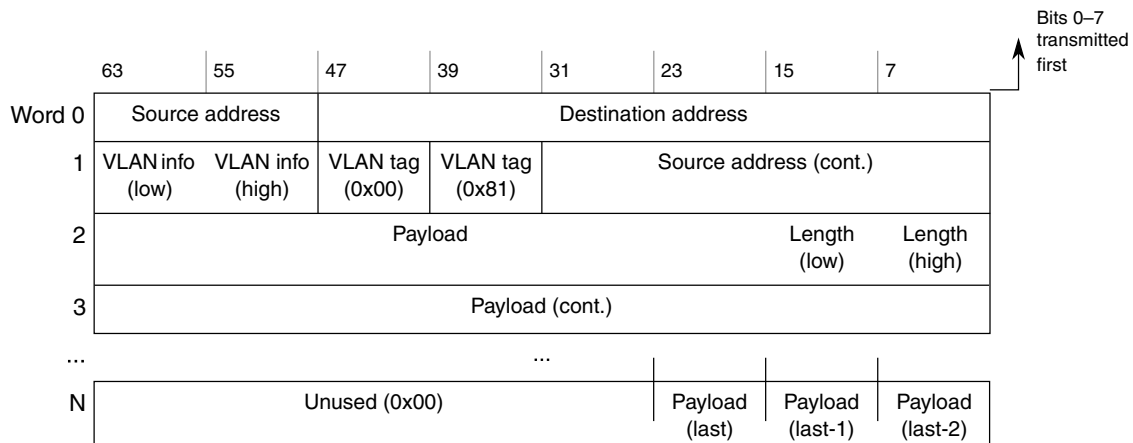 Bits 0–7
transmitted
first
63 55 47 39 31 23 15 7
Word 0 Source address Destination address
1 VLAN info VLAN info VLAN tag VLAN tag Source address (cont.)
(low) (high) (0x00) (0x81)
2 Payload Length Length
(low) (high)
3 Payload (cont.)
... ...
N Unused (0x00) Payload Payload Payload
(last) (last-1) (last-2)